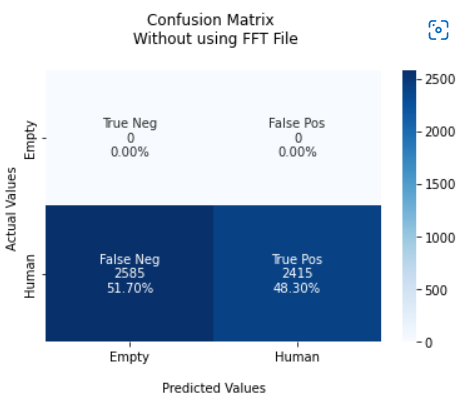 Confusion Matrix
Without using FFT File
True Neg
0
0.00%
False Pos
0
0.00%
False Neg
2585
51.70%
True Pos
2415
48.30%
Empty
Human
Actual Values
Empty
Human
Predicted Values
2500
2000
1500
1000
500
0